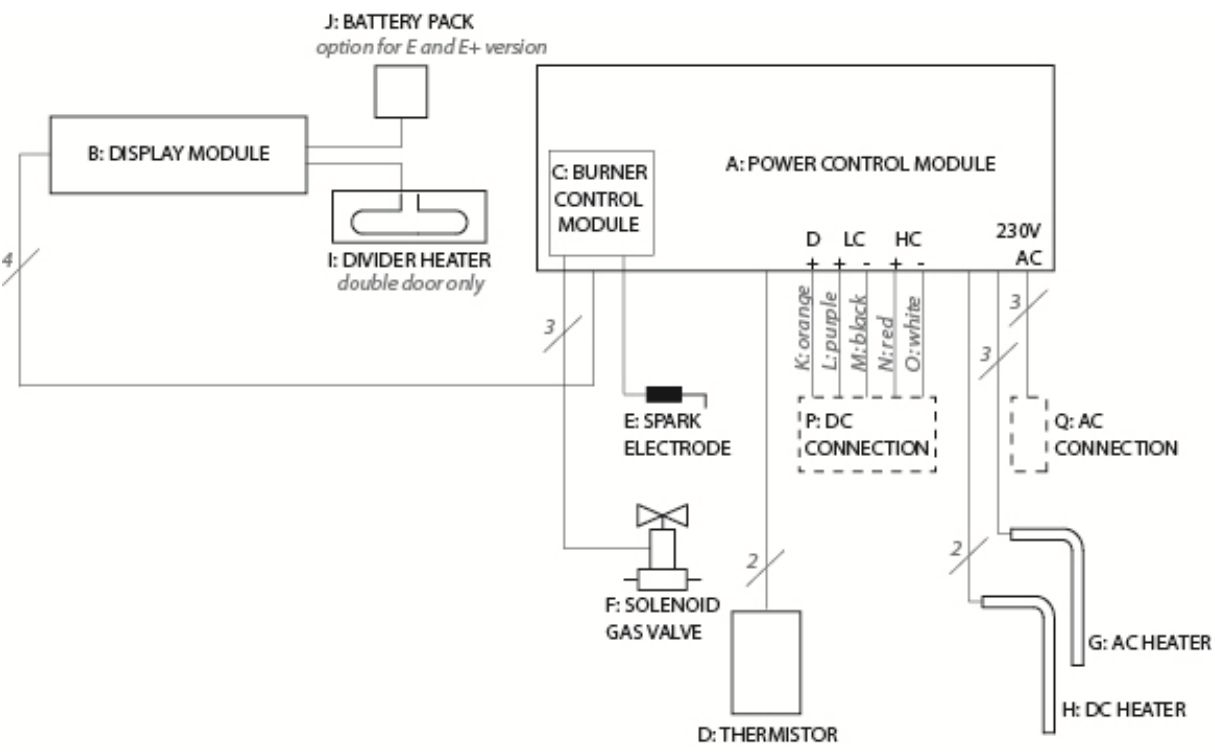 J: BATTERY PACK
option for E and E+ version
B: DISPLAY MODULE
I: DIVIDER HEATER
double door only
4
A: POWER CONTROL MODULE
C: BURNER
CONTROL
MODULE
D LC HC
+ + - + -
230V
AC
K: orange
L: purple
M: black
N: red
O: white
3
3
3
E: SPARK
ELECTRODE
P: DC
CONNECTION
Q: AC
CONNECTION
2
2
F: SOLENOID
GAS VALVE
G: AC HEATER
H: DC HEATER
D: THERMISTOR